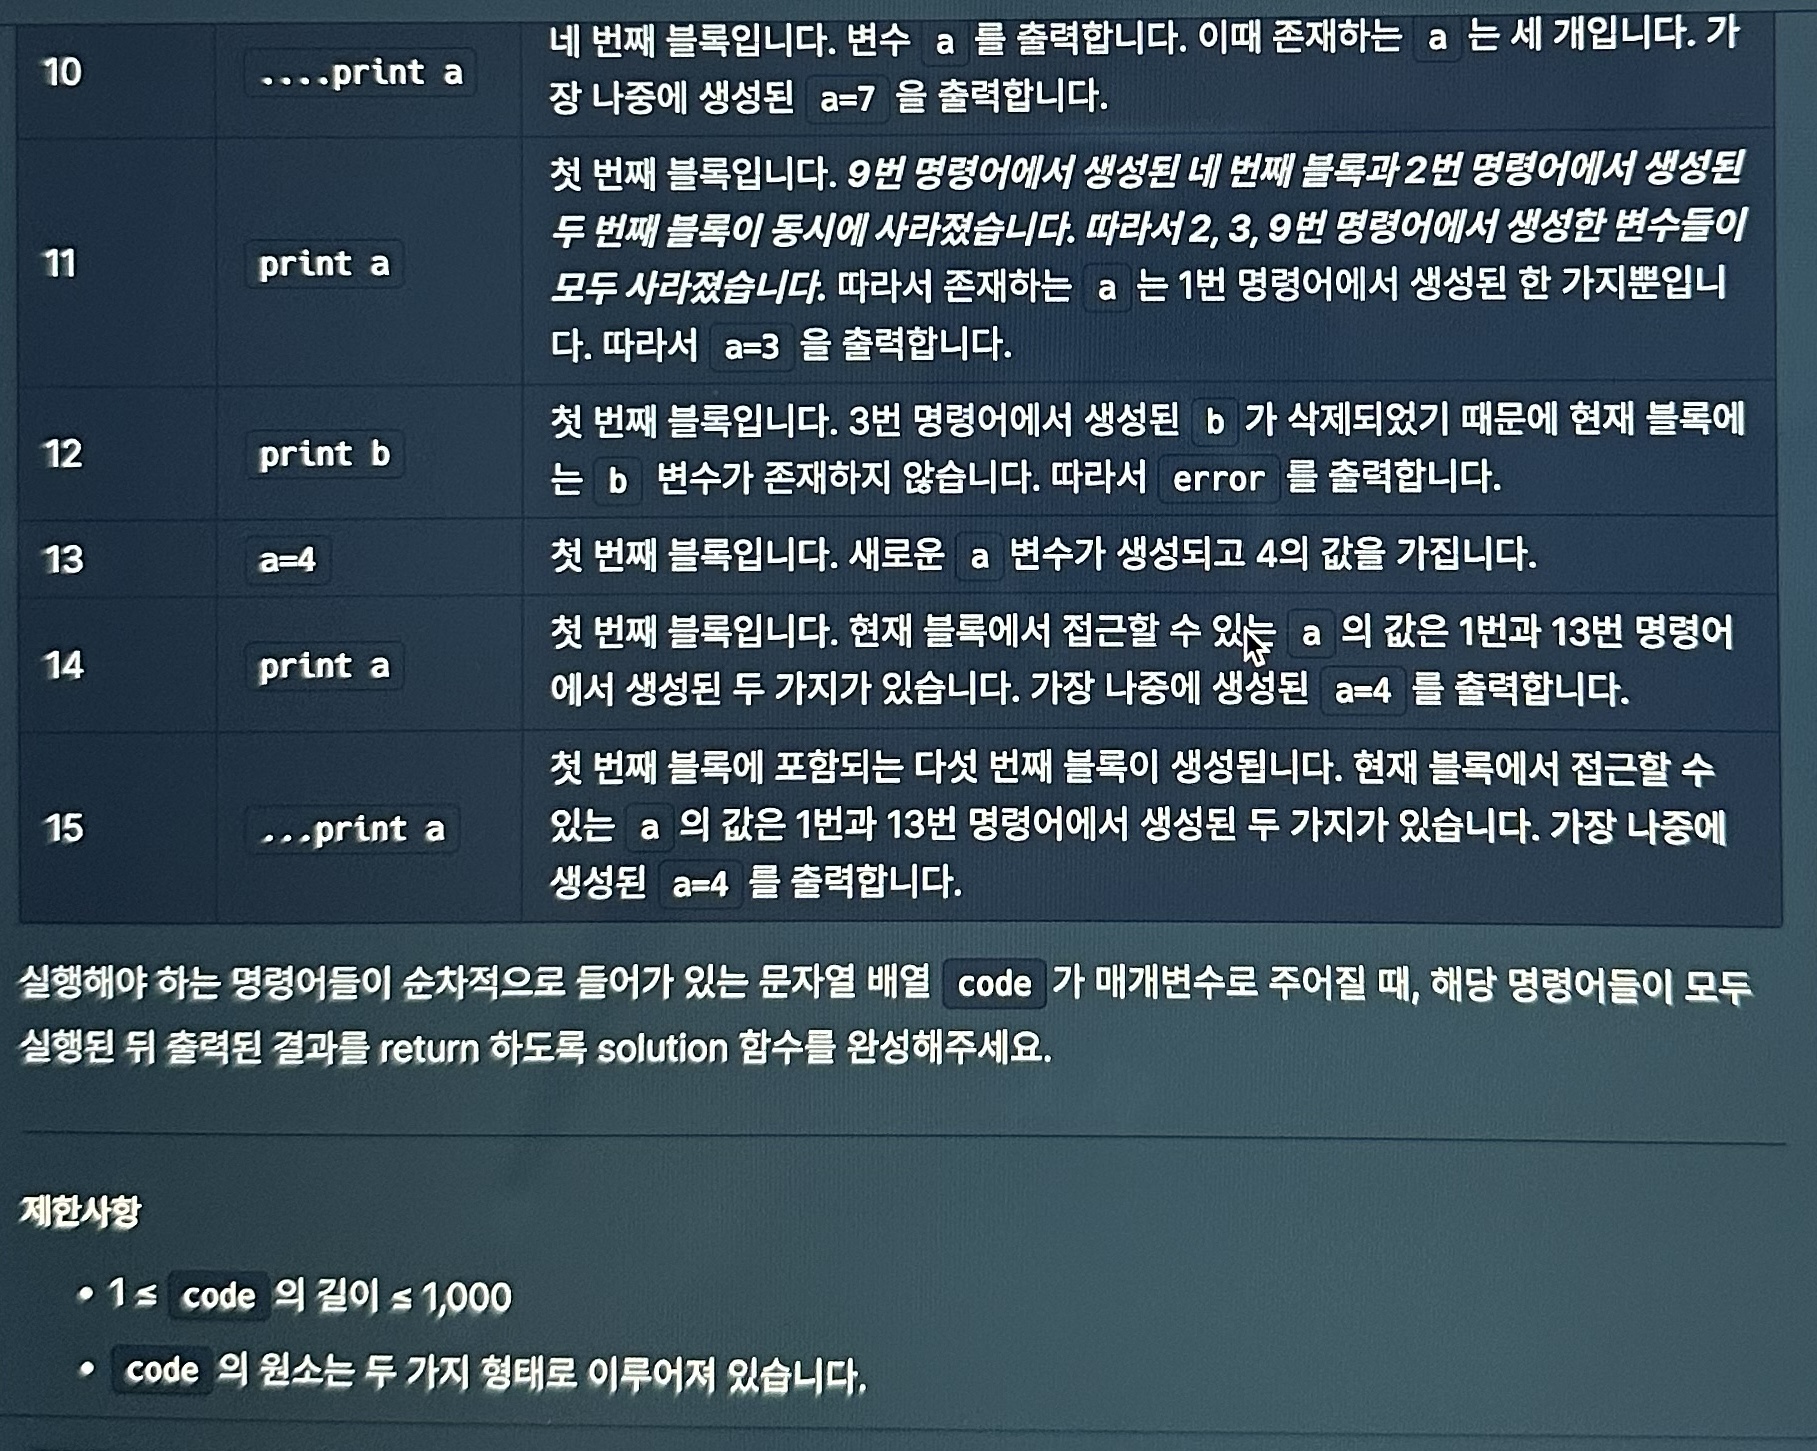 10
....print a
네 번째 블록입니다. 변수 a 를 출력합니다. 이때 존재하는 a 는 세 개입니다. 가
장 나중에 생성된 a=7 을 출력합니다.
11
print a
첫 번째 블록입니다. 9번 명령어에서 생성된 네 번째 블록과 2번 명령어에서 생성된
두 번째 블록이 동시에 사라졌습니다. 따라서 2, 3, 9번 명령어에서 생성한 변수들이
모두 사라졌습니다. 따라서 존재하는 a 는 1번 명령어에서 생성된 한 가지뿐입니
다. 따라서 a=3 을 출력합니다.
12
print b
첫 번째 블록입니다. 3번 명령어에서 생성된 b 가 삭제되었기 때문에 현재 블록에
는 b 변수가 존재하지 않습니다. 따라서 error 를 출력합니다.
13
a=4
첫 번째 블록입니다. 새로운 a 변수가 생성되고 4의 값을 가집니다.
14
print a
첫 번째 블록입니다. 현재 블록에서 접근할 수 있는 a 의 값은 1번과 13번 명령어
에서 생성된 두 가지가 있습니다. 가장 나중에 생성된 a=4 를 출력합니다.
15
...print a
첫 번째 블록에 포함되는 다섯 번째 블록이 생성됩니다. 현재 블록에서 접근할 수
있는 a 의 값은 1번과 13번 명령어에서 생성된 두 가지가 있습니다. 가장 나중에
생성된 a=4 를 출력합니다.
실행해야 하는 명령어들이 순차적으로 들어가 있는 문자열 배열 code 가 매개변수로 주어질 때, 해당 명령어들이 모두
실행된 뒤 출력된 결과를 return 하도록 solution 함수를 완성해주세요.
제한사항
• 1 ≤ code 의 길이 ≤ 1,000
• code 의 원소는 두 가지 형태로 이루어져 있습니다.